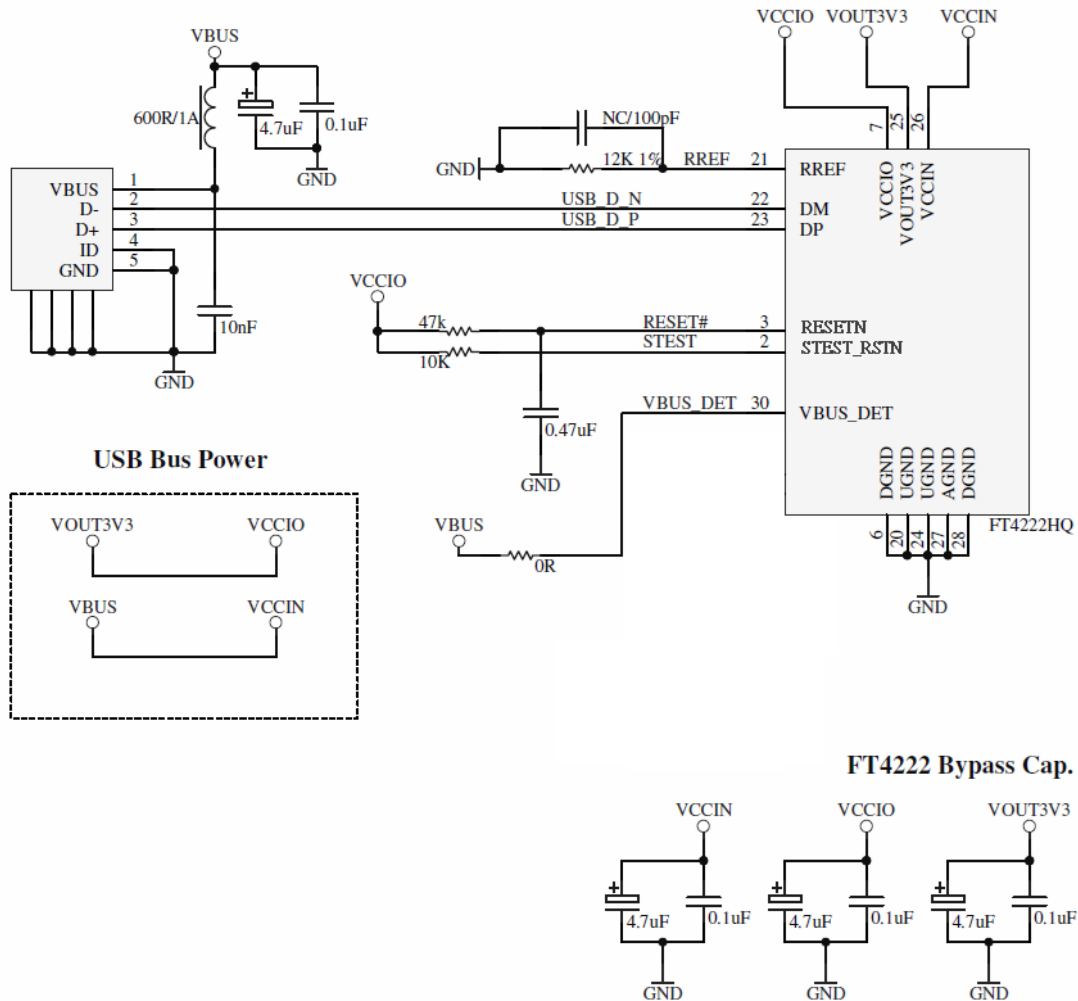 VCCIO VOUT3V3 VCCIN
VBUS
600R/1A
4.7uF
0.1uF
GND
7
25
26
NC/100pF
GND
12K 1% RREF 21
RREF
VCCIO
VOUT3V3
VCCIN
VBUS 1
D- 2
USB_D_N 22
DM
D+ 3
USB_D_P 23
DP
ID 4
GND 5
10nF
GND
VCCIO
47k RESET# 3
RESETN
10K STEST 2
STEST_RSTN
0.47uF
GND
VBUS_DET 30
VBUS_DET
VBUS
0R
DGND
UGND
UGND
AGND
DGND
FT4222HQ
6
20
24
27
28
GND
USB Bus Power
VOUT3V3 VCCIO
VBUS VCCIN
FT4222 Bypass Cap.
VCCIN VCCIO VOUT3V3
4.7uF 0.1uF 4.7uF 0.1uF 4.7uF 0.1uF
GND GND GND